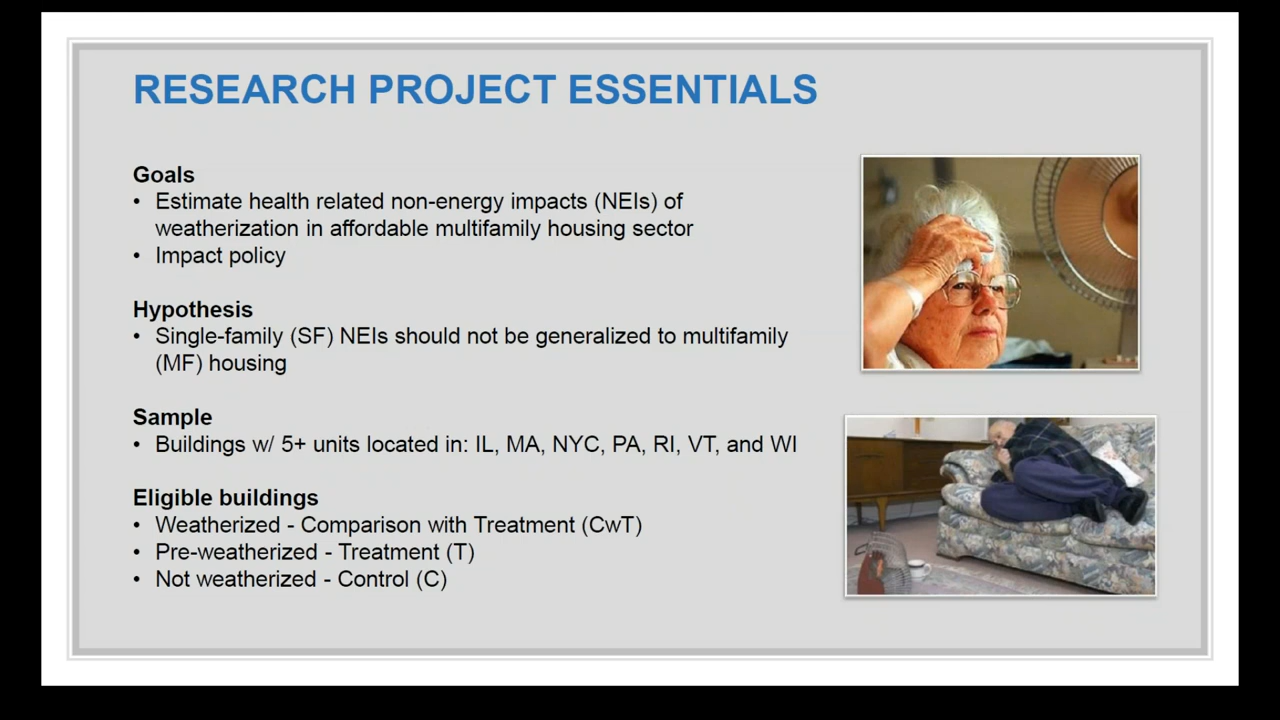 RESEARCH PROJECT ESSENTIALS
Goals
• Estimate health related non-energy impacts (NEIs) of
weatherization in affordable multifamily housing sector
• Impact policy
Hypothesis
• Single-family (SF) NEIs should not be generalized to multifamily
(MF) housing
Sample
• Buildings w/ 5+ units located in: IL, MA, NYC, PA, RI, VT, and WI
Eligible buildings
• Weatherized - Comparison with Treatment (CwT)
• Pre-weatherized - Treatment (T)
• Not weatherized - Control (C)